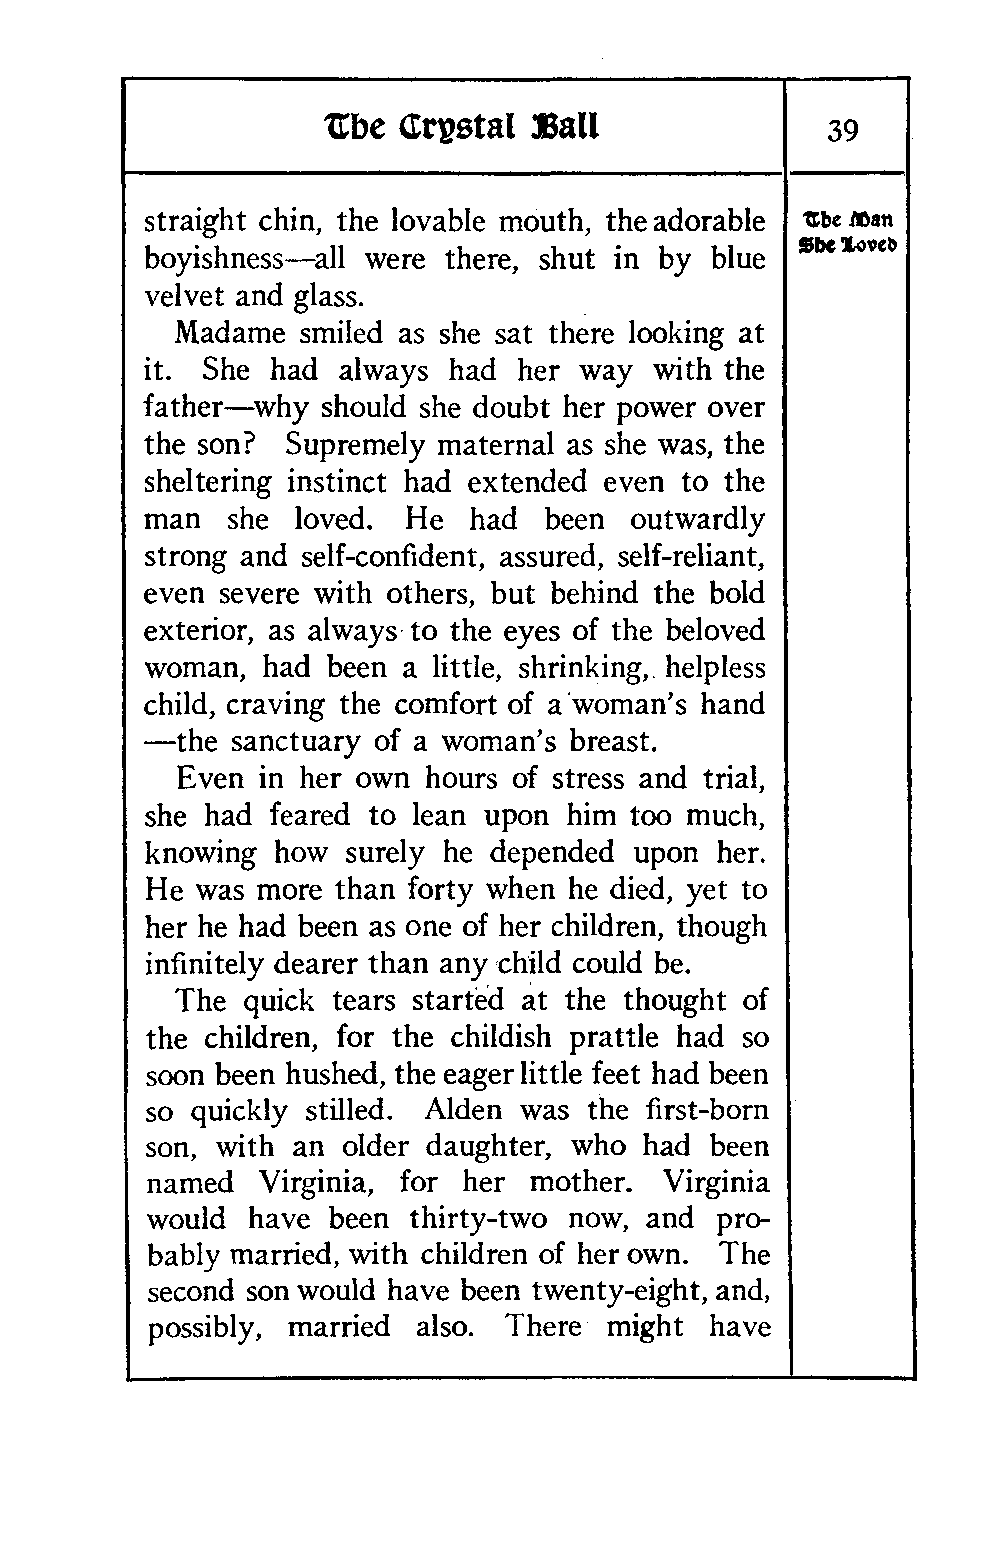 The Crystal Ball
39
straight chin, the lovable mouth, the adorable
boyishness—all were there, shut in by blue
velvet and glass.
Madame smiled as she sat there looking at
it. She had always had her way with the
father—why should she doubt her power over
the son? Supremely maternal as she was, the
sheltering instinct had extended even to the
man she loved. He had been outwardly
strong and self-confident, assured, self-reliant,
even severe with others, but behind the bold
exterior, as always to the eyes of the beloved
woman, had been a little, shrinking, helpless
child, craving the comfort of a woman's hand
—the sanctuary of a woman's breast.
Even in her own hours of stress and trial,
she had feared to lean upon him too much,
knowing how surely he depended upon her.
He was more than forty when he died, yet to
her he had been as one of her children, though
infinitely dearer than any child could be.
The quick tears started at the thought of
the children, for the childish prattle had so
soon been hushed, the eager little feet had been
so quickly stilled. Alden was the first-born
son, with an older daughter, who had been
named Virginia, for her mother. Virginia
would have been thirty-two now, and pro-
bably married, with children of her own. The
second son would have been twenty-eight, and,
possibly, married also. There might have
The Man
She Loved